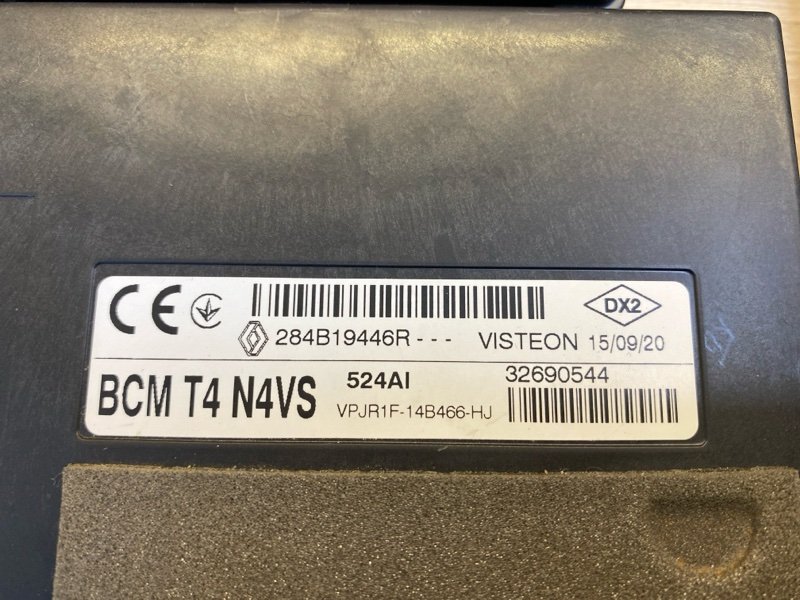 CE DX2
284B19446R - - - VISTEON 15/09/20
BCM T4 N4VS 524AI 32690544
VPJR1F-14B466-HJ